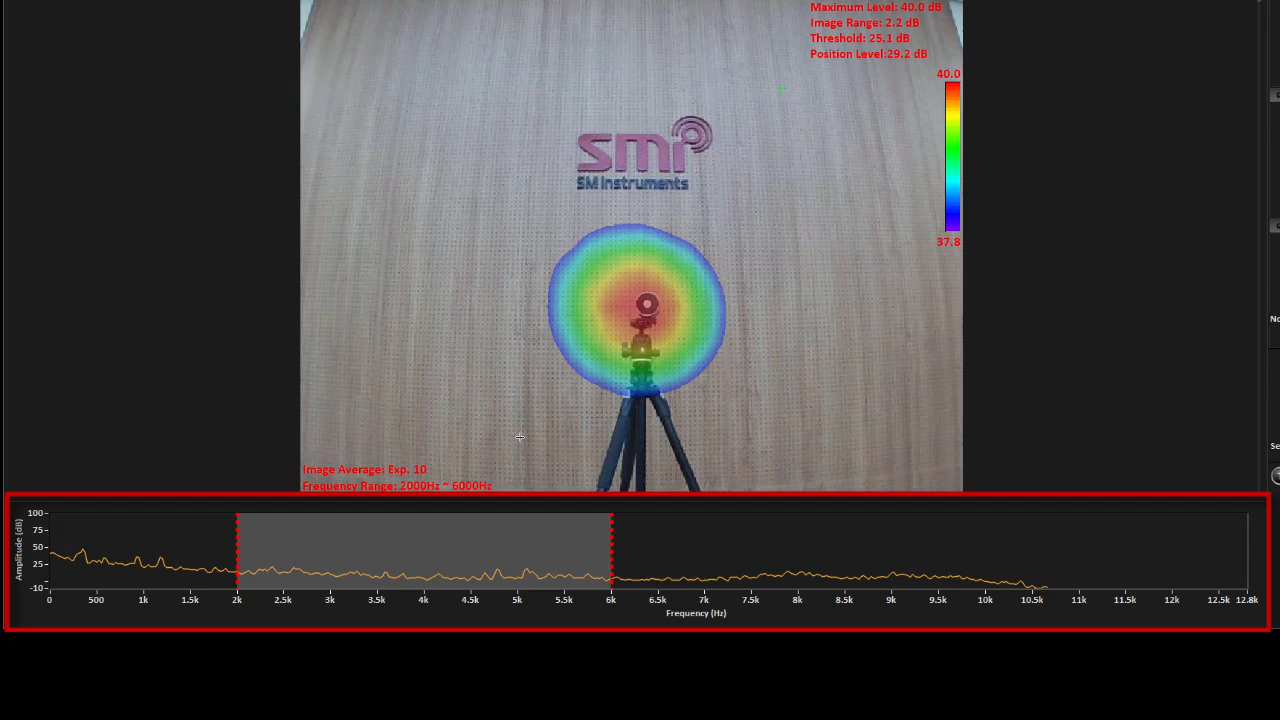 Maximum Level: 40.0 dB
Image Range: 2.2 dB
Threshold: 25.1 dB
Position Level:29.2 dB
40.0
37.8
smi
SM Instruments
Image Average: Exp. 10
Frequency Range: 2000Hz ~ 6000Hz
Amplitude (dB)
100
75
50
25
-10
0 500 1k 1.5k 2k 2.5k 3k 3.5k 4k 4.5k 5k 5.5k 6k 6.5k 7k 7.5k 8k 8.5k 9k 9.5k 10k 10.5k 11k 11.5k 12k 12.5k 12.8k
Frequency (Hz)